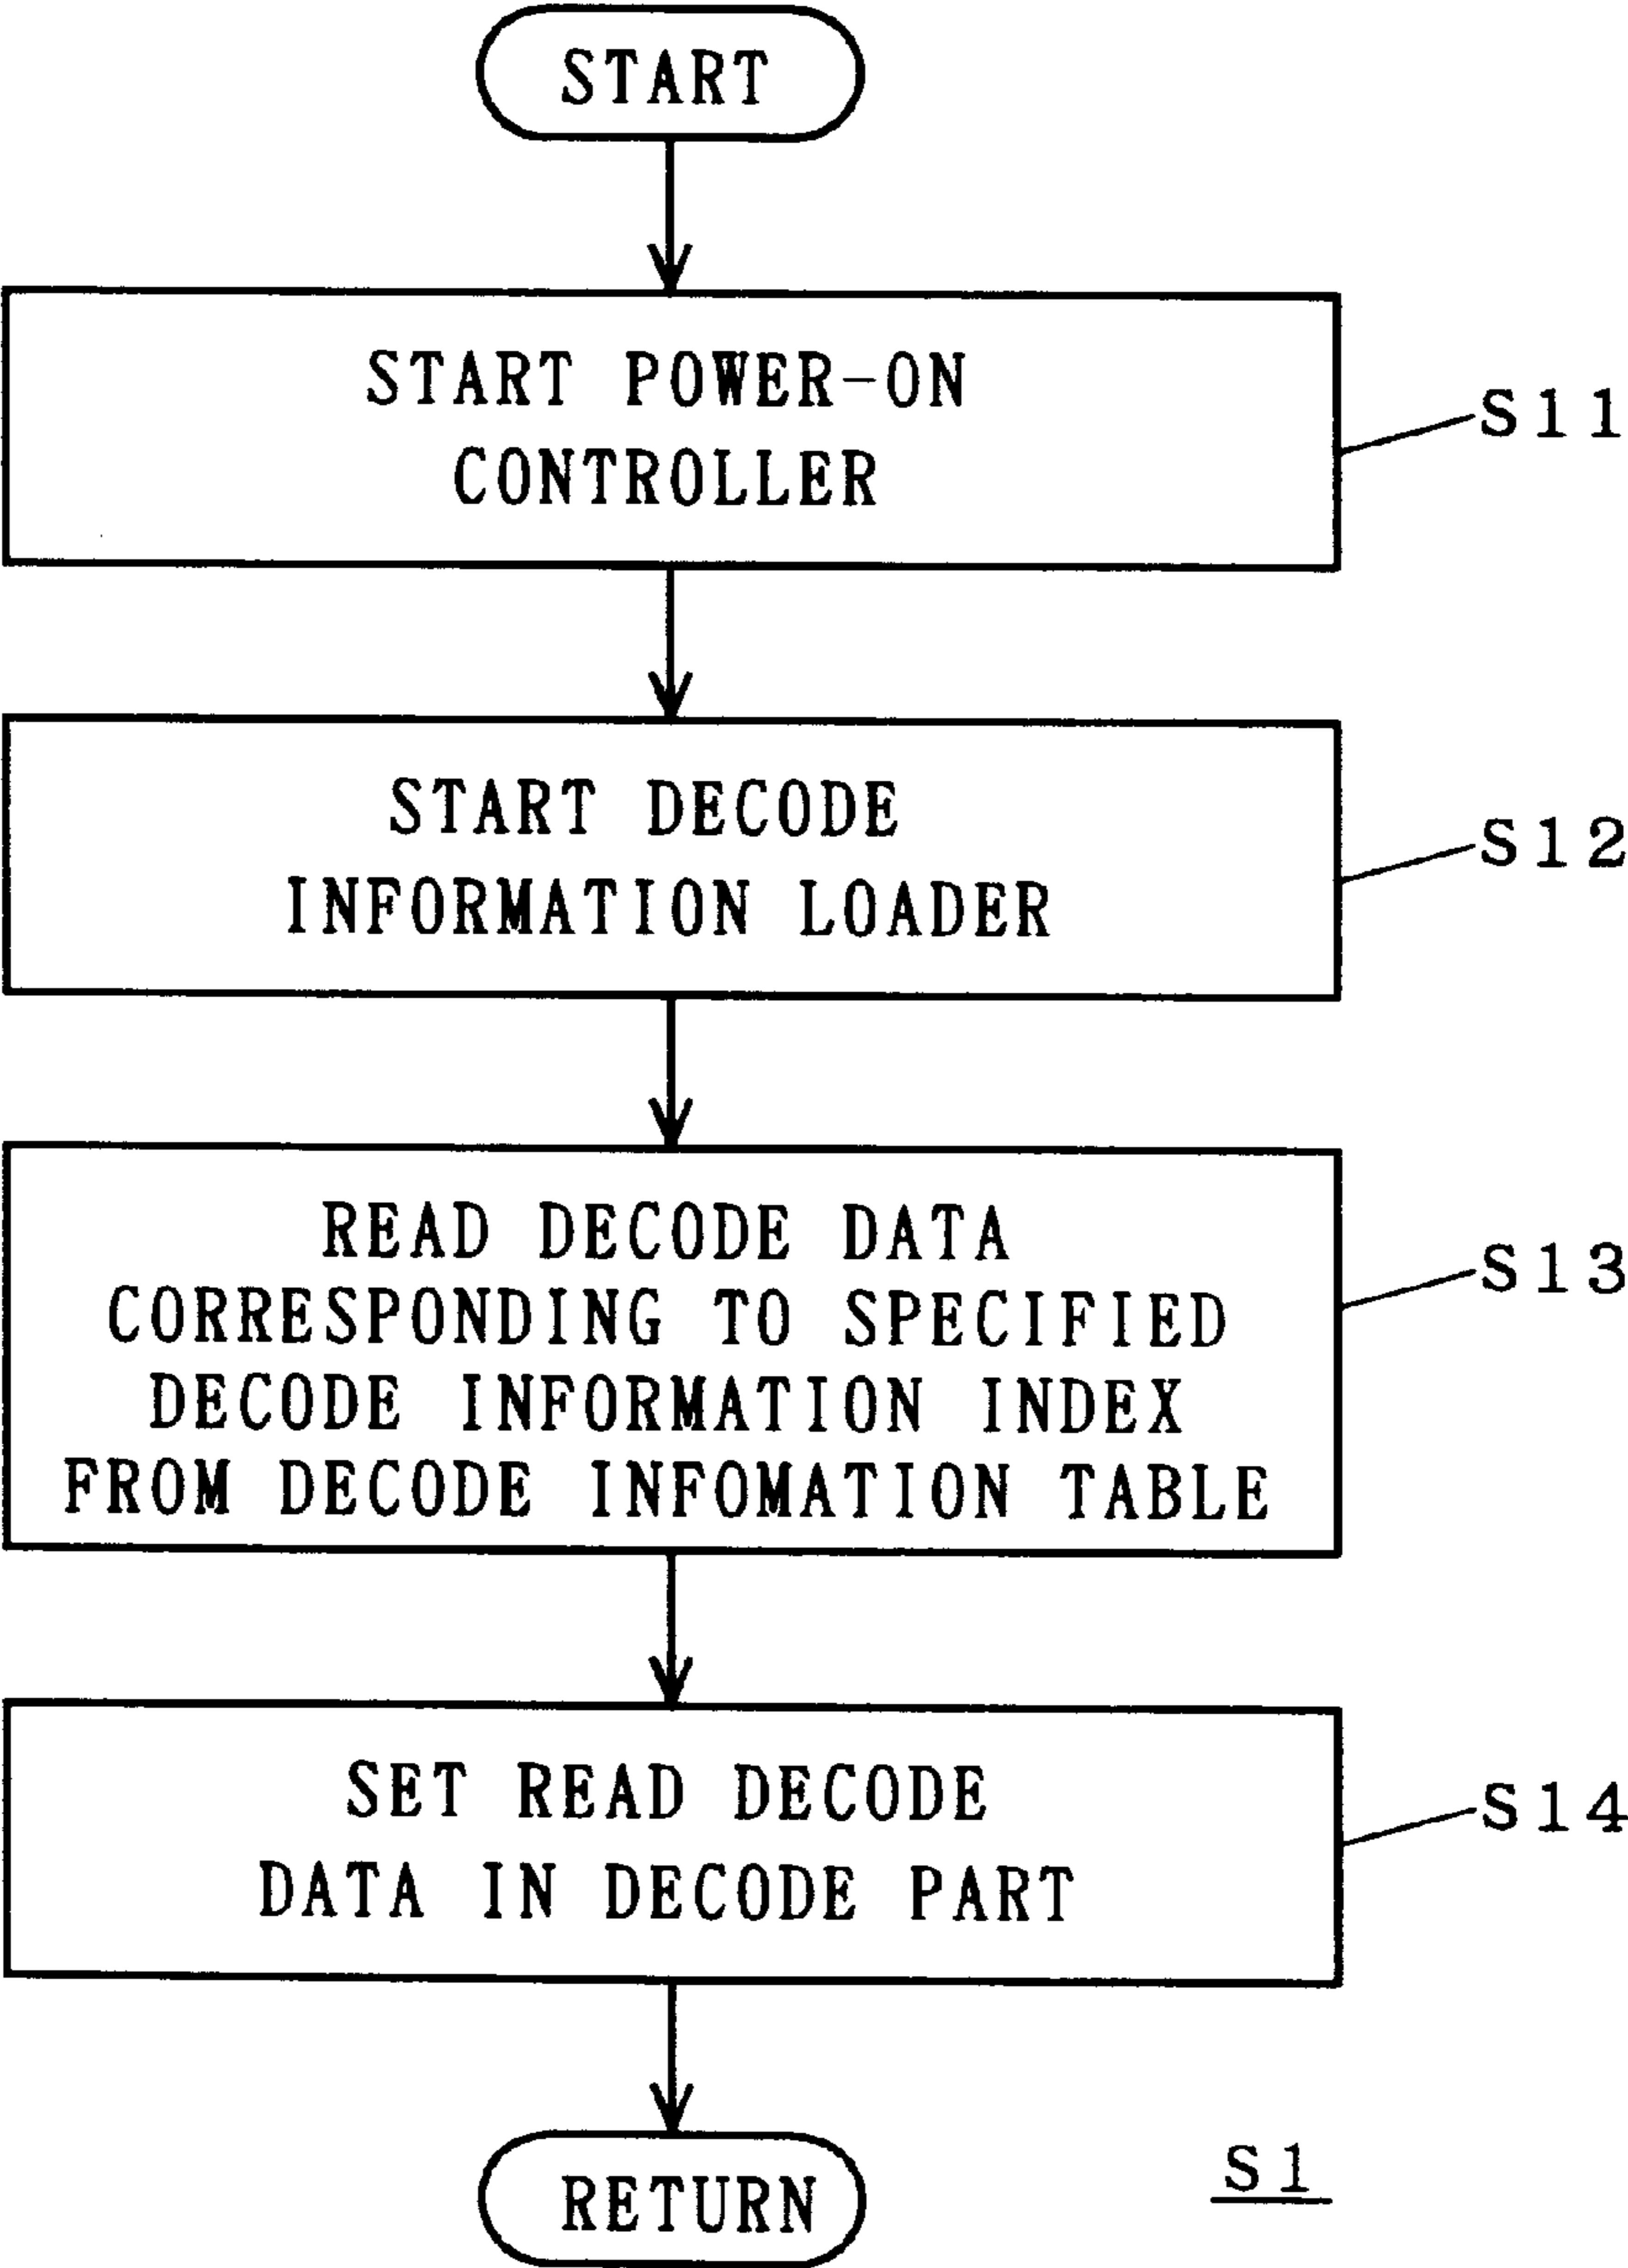 START
START POWER-ON
CONTROLLER
S11
START DECODE
INFORMATION LOADER
S12
READ DECODE DATA
CORRESPONDING TO SPECIFIED
DECODE INFORMATION INDEX
FROM DECODE INFOMATION TABLE
S13
SET READ DECODE
DATA IN DECODE PART
S14
RETURN
S1